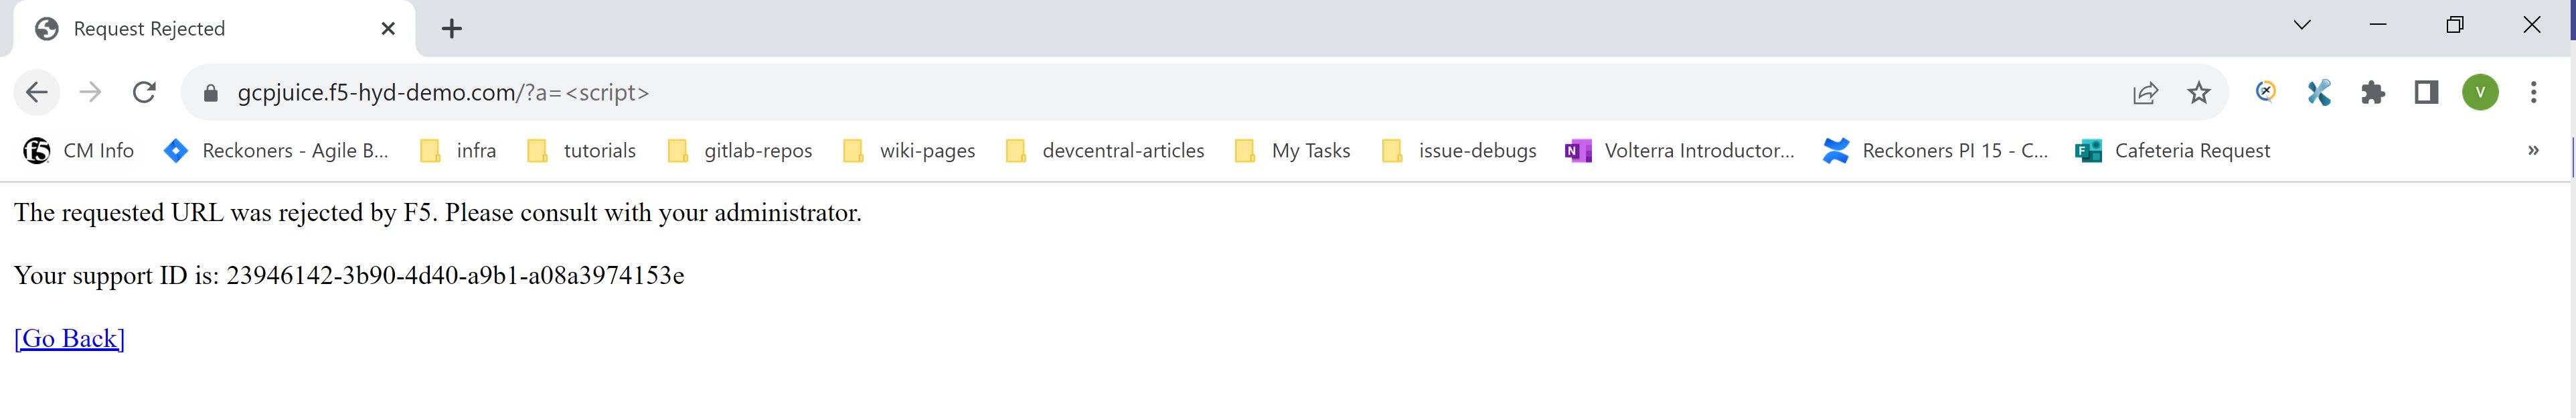 Request Rejected
gcpjuice.f5-hyd-demo.com/?a=<script>
V
f5 CM Info Reckoners - Agile B... infra tutorials gitlab-repos wiki-pages devcentral-articles My Tasks issue-debugs N Volterra Introductor... Reckoners PI 15 - C... F Cafeteria Request »
The requested URL was rejected by F5. Please consult with your administrator.
Your support ID is: 23946142-3b90-4d40-a9b1-a08a3974153e
[Go Back]